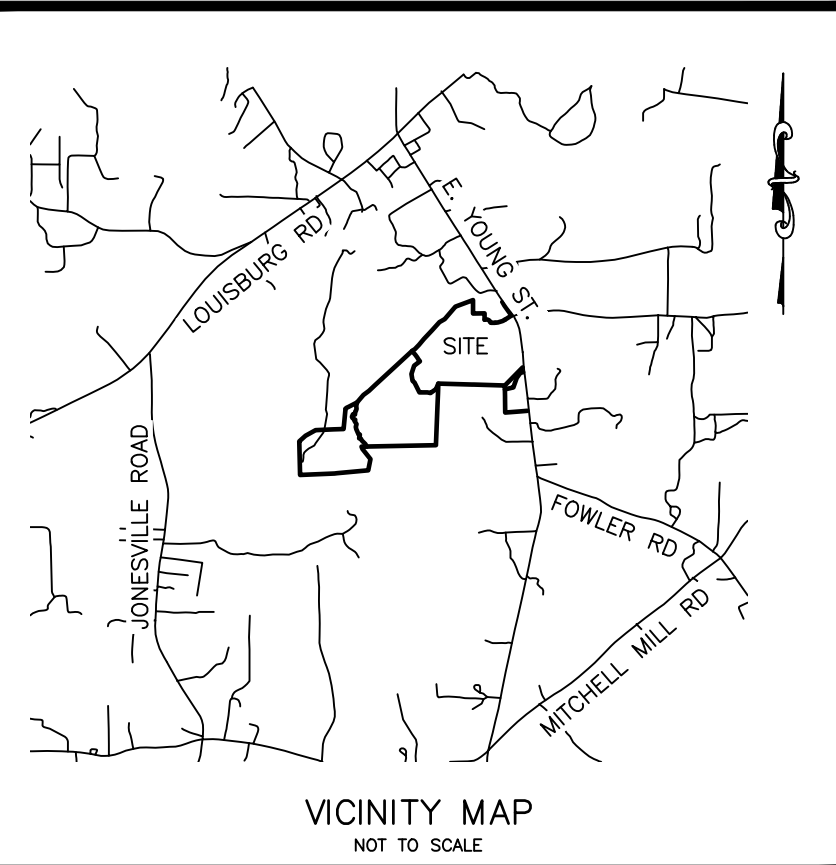 E. YOUNG ST.
LOUISBURG RD
SITE
JONESVILLE ROAD
FOWLER RD
MITCHELL MILL RD
VICINITY MAP
NOT TO SCALE